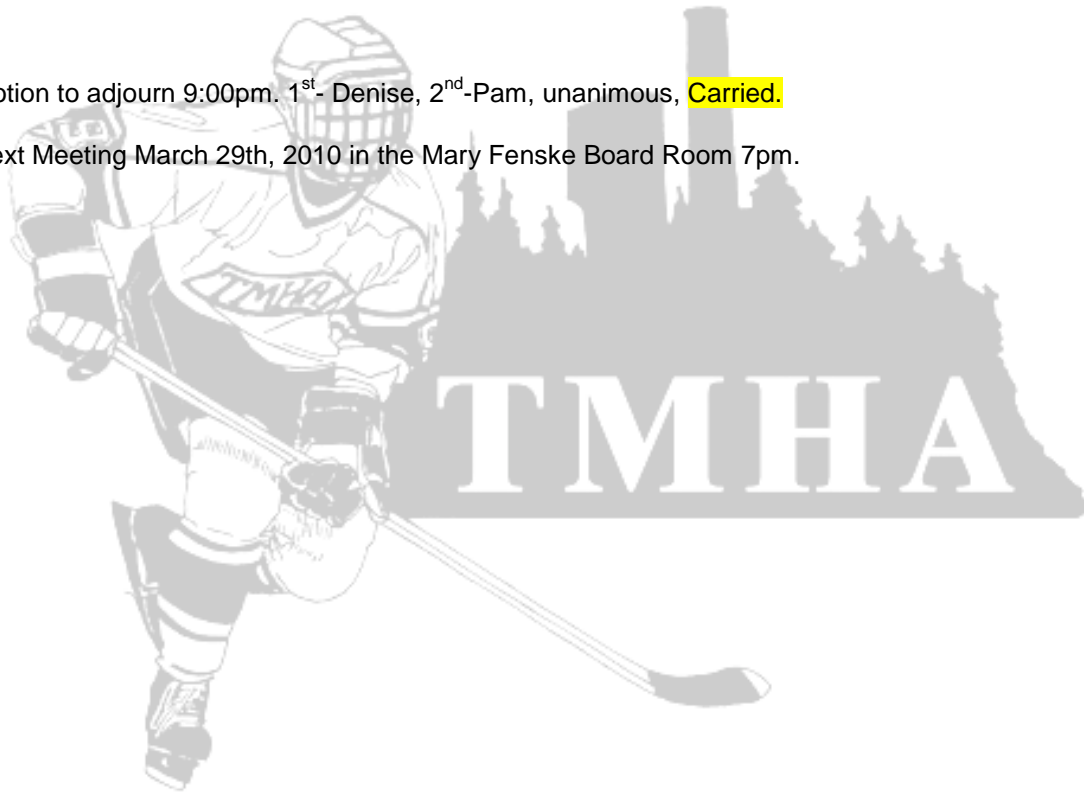 otion to adjourn 9:00pm. 1st- Denise, 2nd-Pam, unanimous, Carried.
ext Meeting March 29th, 2010 in the Mary Fenske Board Room 7pm.
TMHA
TMHA